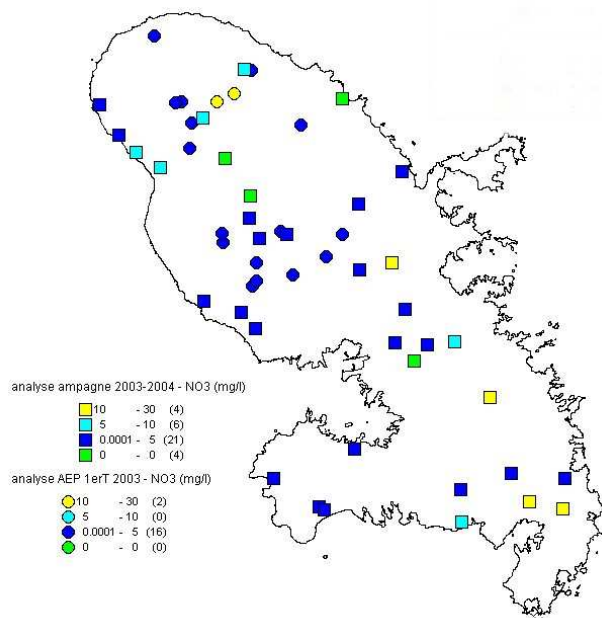 analyse ampagne 2003-2004 - NO3 (mg/l)
10 - 30 (4)
5 - 10 (6)
0.0001 - 5 (21)
0 - 0 (4)
analyse AEP 1erT 2003 - NO3 (mg/l)
10 - 30 (2)
5 - 10 (0)
0.0001 - 5 (16)
0 - 0 (0)